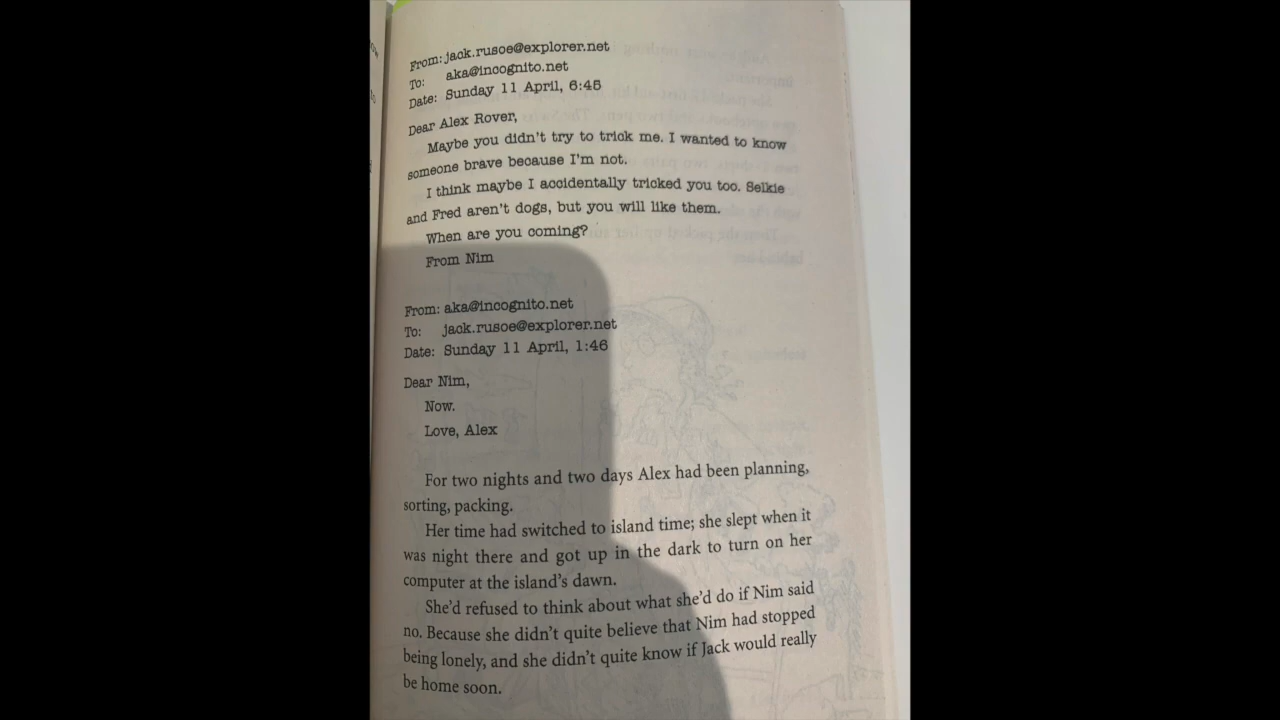 From: jack.rusoe@explorer.net
To: aka@incognito.net
Date: Sunday 11 April, 6:45
Dear Alex Rover,
Maybe you didn't try to trick me. I wanted to know
someone brave because I'm not.
I think maybe I accidentally tricked you too. Selkie
and Fred aren't dogs, but you will like them.
When are you coming?
From Nim
From: aka@incognito.net
To: jack.rusoe@explorer.net
Date: Sunday 11 April, 1:46
Dear Nim,
Now.
Love, Alex
For two nights and two days Alex had been planning,
sorting, packing.
Her time had switched to island time; she slept when it
was night there and got up in the dark to turn on her
computer at the island's dawn.
She'd refused to think about what she'd do if Nim said
no. Because she didn't quite believe that Nim had stopped
being lonely, and she didn't quite know if Jack would really
be home soon.